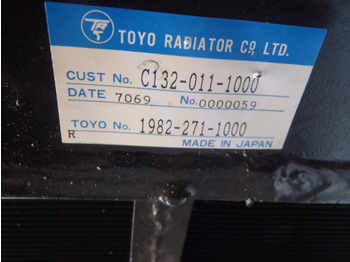 TR
TOYO RADIATOR CO LTD.
CUST No. C132-011-1000
DATE 7069 No.0000059
TOYO No. 1982-271-1000
R MADE IN JAPAN